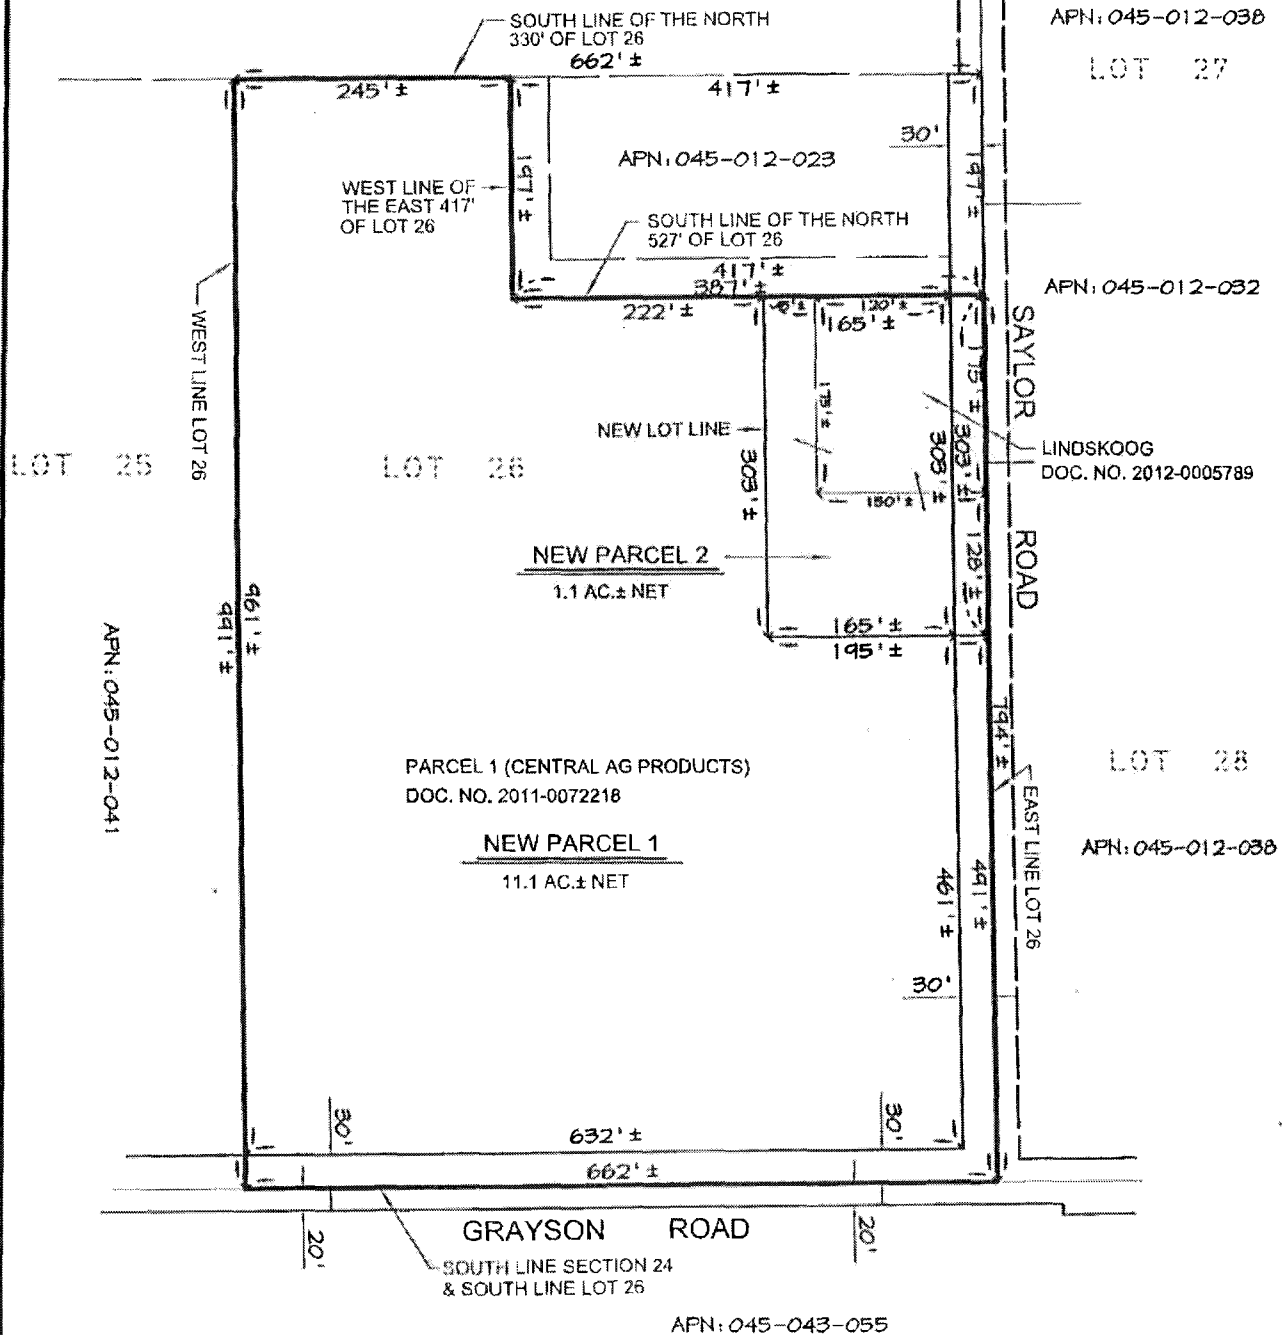 SOUTH LINE OF THE NORTH
330' OF LOT 26
662'±
APN: 045-012-038
LOT 27
245'±
417'±
30'
APN: 045-012-023
197'±
197'±
WEST LINE OF
THE EAST 417'
OF LOT 26
SOUTH LINE OF THE NORTH
527' OF LOT 26
417'±
387'±
APN: 045-012-032
222'±
120'±
165'±
WEST LINE LOT 26
SAYLOR ROAD
175'±
NEW LOT LINE
303'±
303'±
303'±
LINDSKOOG
DOC. NO. 2012-0005789
LOT 25
LOT 26
150'±
128'±
NEW PARCEL 2
1.1 AC.± NET
961'±
991'±
165'±
195'±
APN: 045-012-041
794'±
PARCEL 1 (CENTRAL AG PRODUCTS)
DOC. NO. 2011-0072218
LOT 28
NEW PARCEL 1
11.1 AC.± NET
EAST LINE LOT 26
APN: 045-012-038
461'±
491'±
30'
30'
30'
632'±
662'±
GRAYSON ROAD
20'
20'
SOUTH LINE SECTION 24
& SOUTH LINE LOT 26
APN: 045-043-055